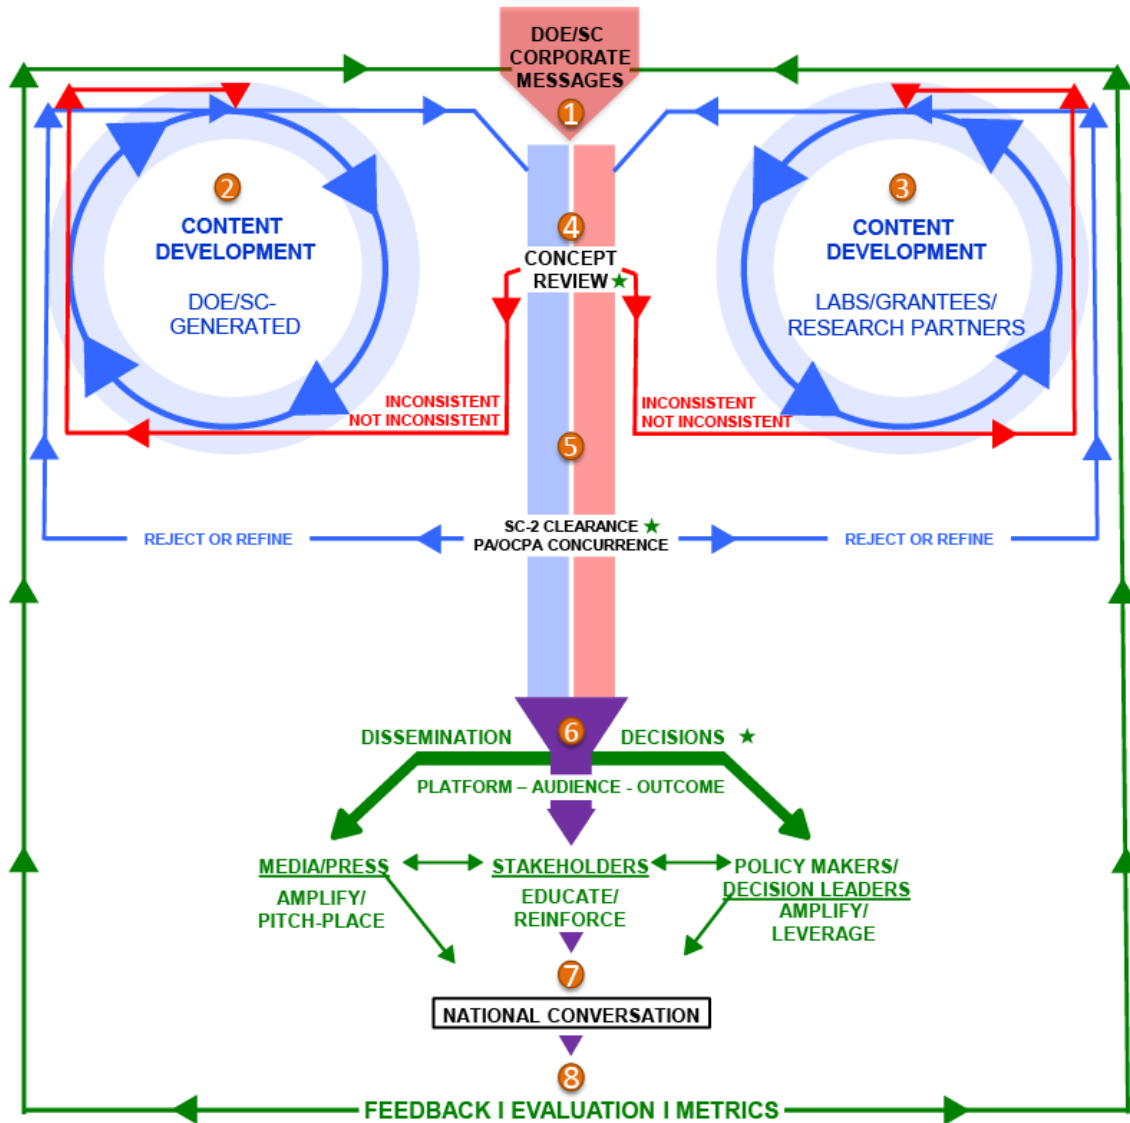 DOE/SC
CORPORATE
MESSAGES
1
2
CONTENT
DEVELOPMENT
DOE/SC-
GENERATED
3
CONTENT
DEVELOPMENT
LABS/GRANTEES/
RESEARCH PARTNERS
4
CONCEPT
REVIEW
INCONSISTENT
NOT INCONSISTENT
INCONSISTENT
NOT INCONSISTENT
5
REJECT OR REFINE
SC-2 CLEARANCE
PA/OCPA CONCURRENCE
REJECT OR REFINE
6
DISSEMINATION DECISIONS
PLATFORM – AUDIENCE - OUTCOME
MEDIA/PRESS
AMPLIFY/
PITCH-PLACE
STAKEHOLDERS
EDUCATE/
REINFORCE
POLICY MAKERS/
DECISION LEADERS
AMPLIFY/
LEVERAGE
7
NATIONAL CONVERSATION
8
FEEDBACK I EVALUATION I METRICS